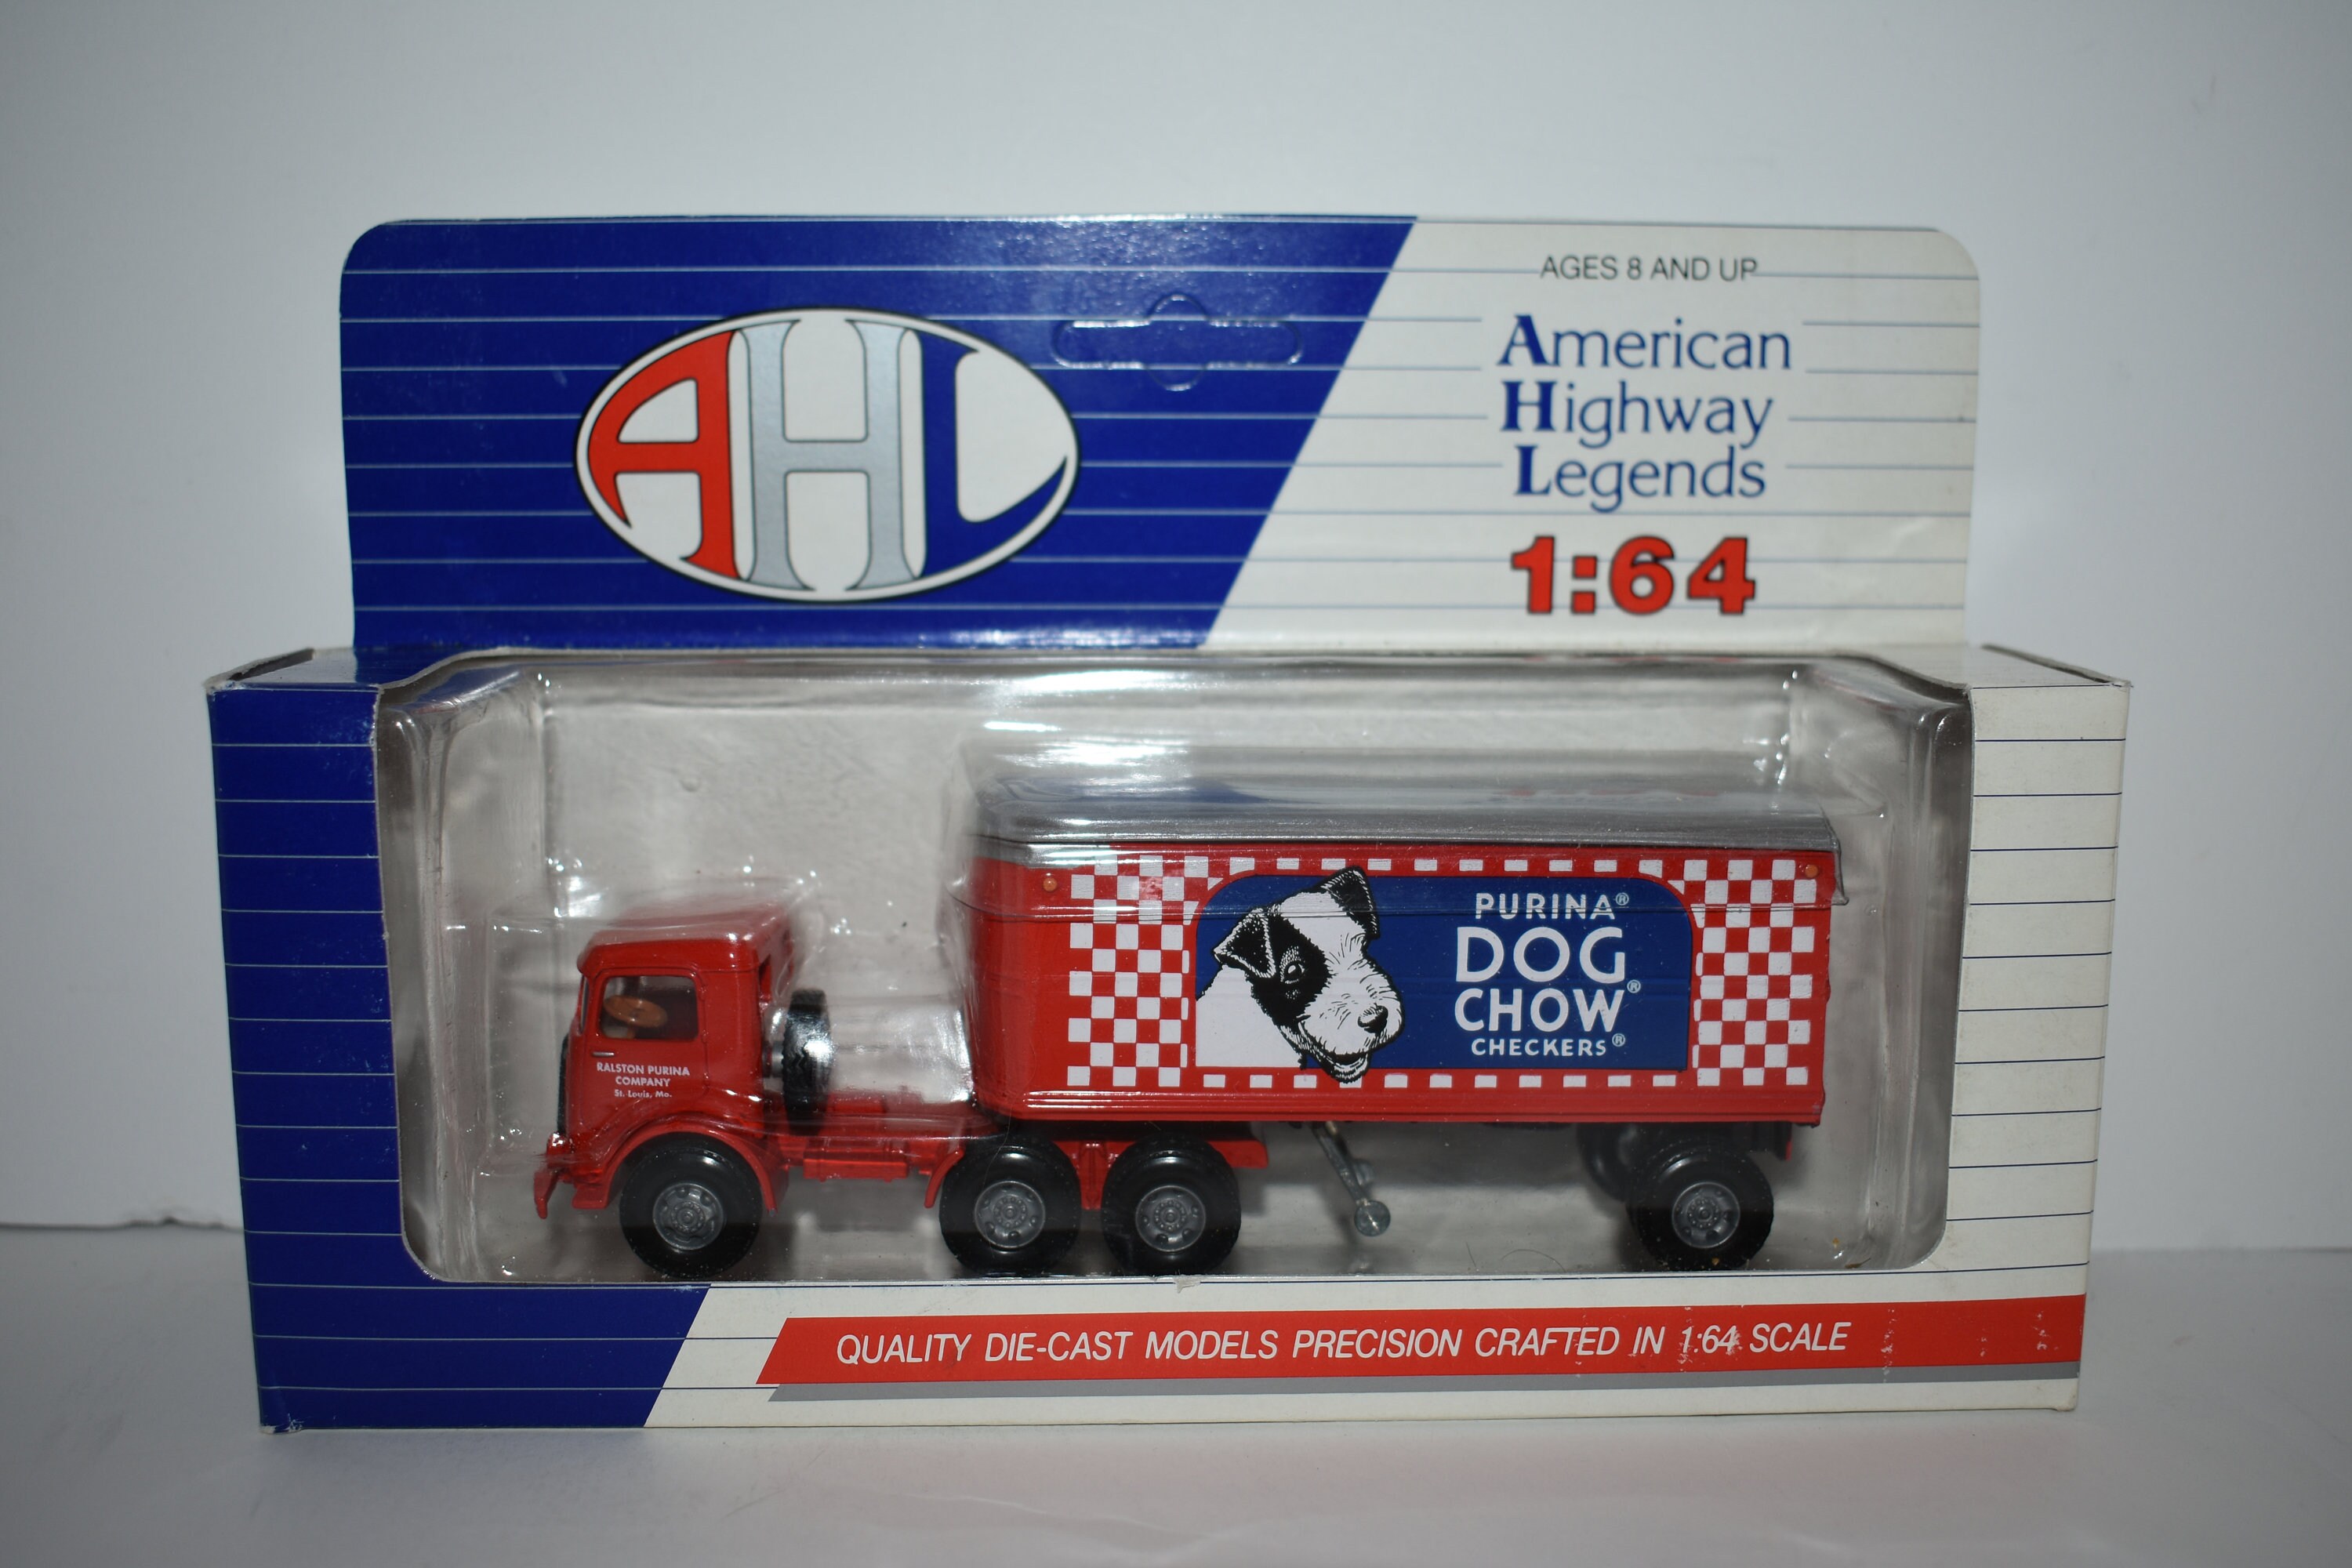 AHL
AGES 8 AND UP
American
Highway
Legends
1:64
PURINA®
DOG
CHOW®
CHECKERS®
RALSTON PURINA
COMPANY
St. Louis, Mo.
QUALITY DIE-CAST MODELS PRECISION CRAFTED IN 1:64 SCALE